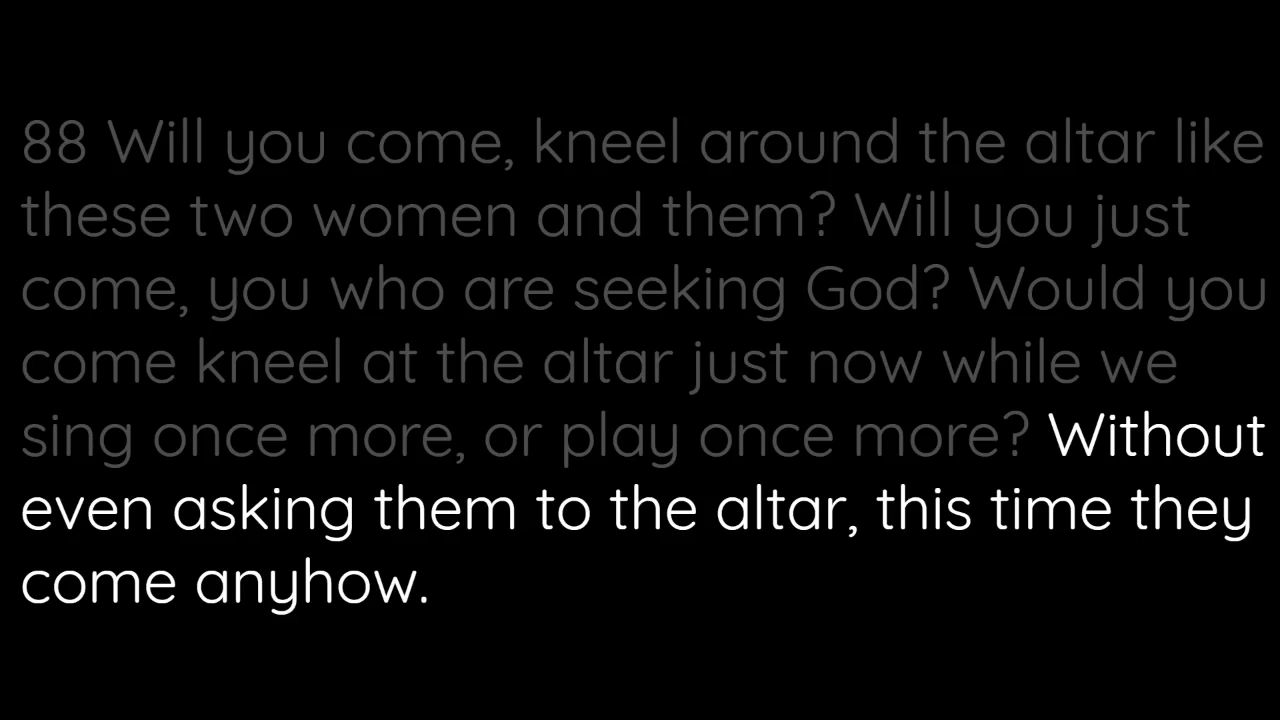 88 Will you come, kneel around the altar like
these two women and them? Will you just
come, you who are seeking God? Would you
come kneel at the altar just now while we
sing once more, or play once more? Without
even asking them to the altar, this time they
come anyhow.